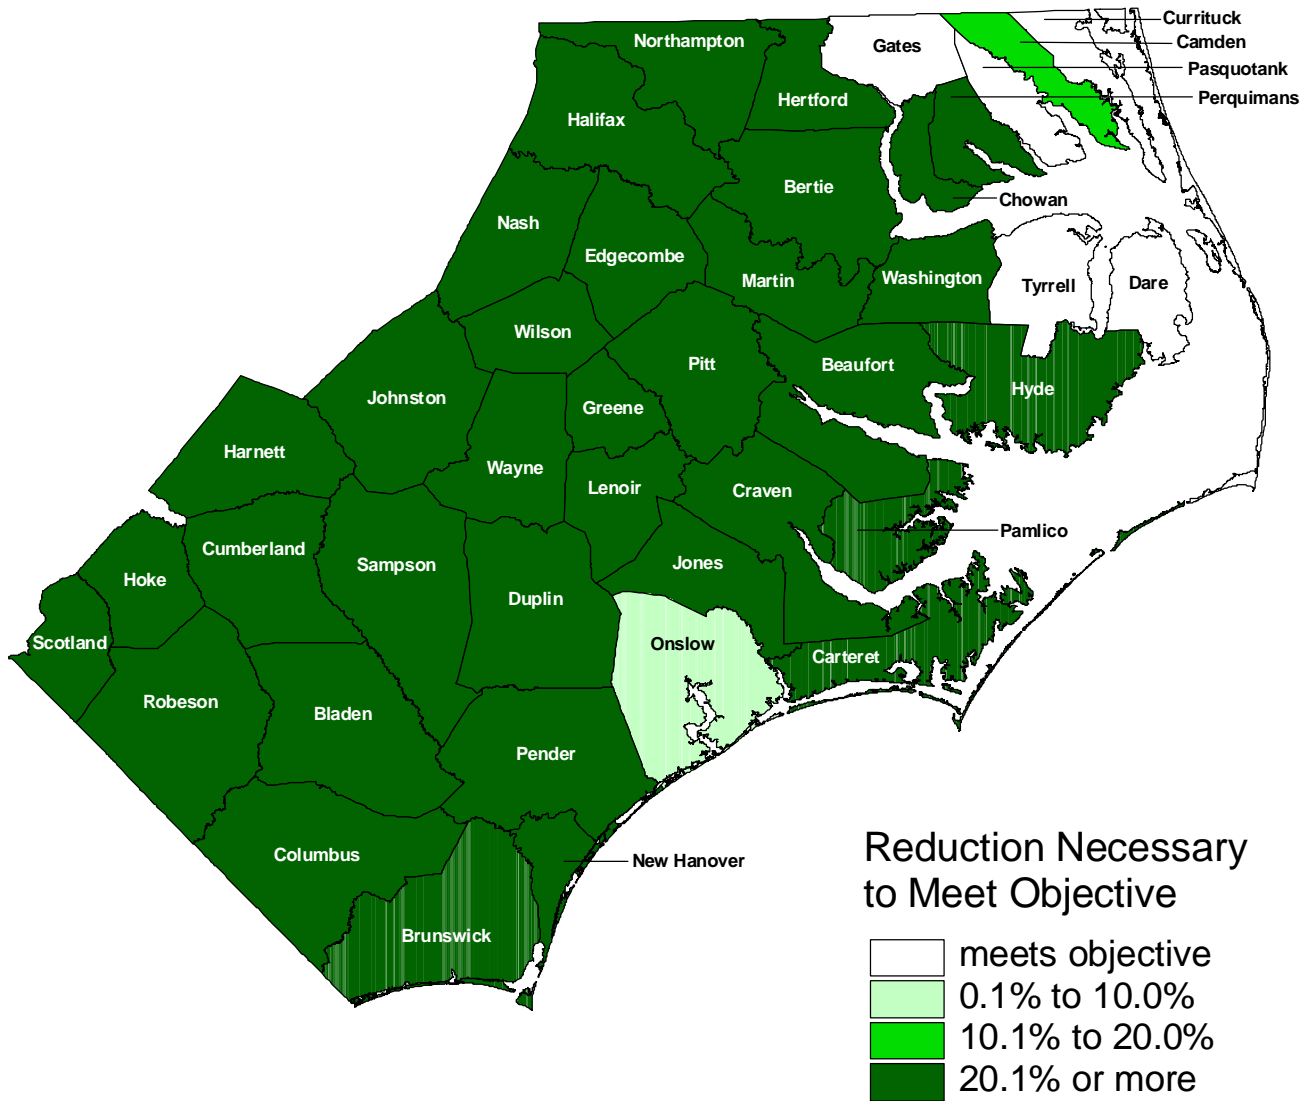 Currituck
Northampton
Gates
Camden
Pasquotank
Hertford
Perquimans
Halifax
Bertie
Chowan
Nash
Edgecombe
Martin
Washington
Tyrrell
Dare
Wilson
Pitt
Beaufort
Hyde
Johnston
Greene
Harnett
Wayne
Lenoir
Craven
Pamlico
Cumberland
Sampson
Jones
Hoke
Duplin
Scotland
Onslow
Carteret
Robeson
Bladen
Pender
Columbus
New Hanover
Brunswick
Reduction Necessary
to Meet Objective
meets objective
0.1% to 10.0%
10.1% to 20.0%
20.1% or more